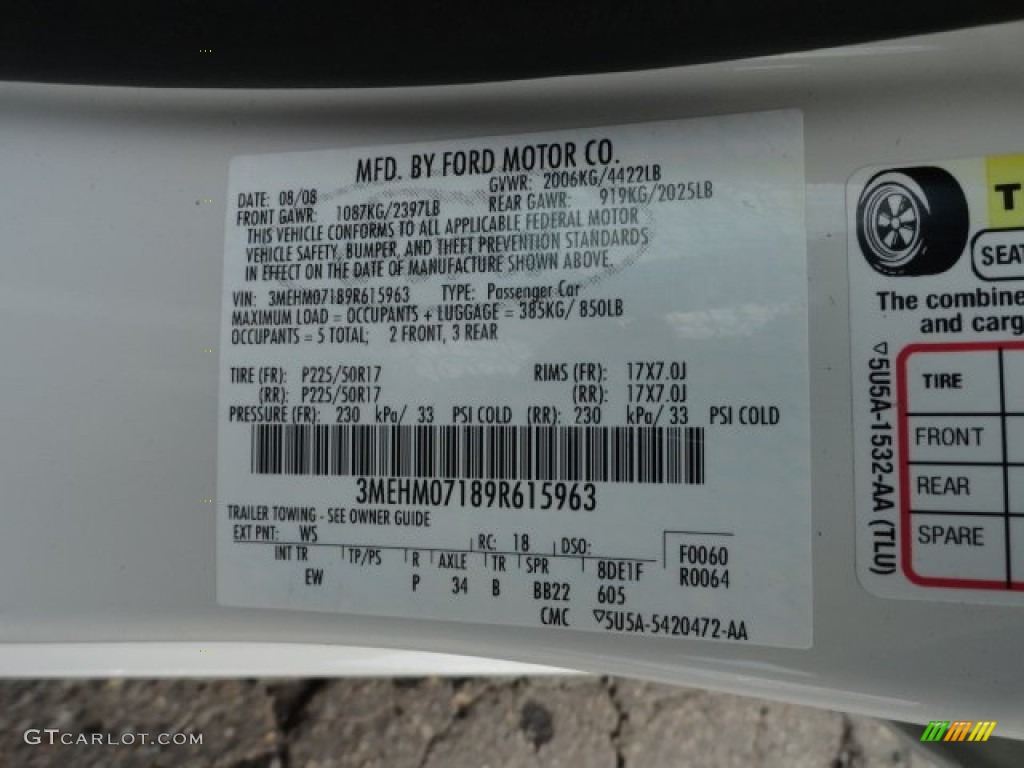 MFD. BY FORD MOTOR CO.
DATE: 08/08 GVWR: 2006KG/4422LB
FRONT GAWR: 1087KG/2397LB REAR GAWR: 919KG/2025LB
THIS VEHICLE CONFORMS TO ALL APPLICABLE FEDERAL MOTOR
VEHICLE SAFETY, BUMPER, AND THEFT PREVENTION STANDARDS
IN EFFECT ON THE DATE OF MANUFACTURE SHOWN ABOVE.
VIN: 3MEHM07189R615963 TYPE: Passenger Car
MAXIMUM LOAD = OCCUPANTS + LUGGAGE = 385KG/ 850LB
OCCUPANTS = 5 TOTAL; 2 FRONT, 3 REAR
TIRE (FR): P225/50R17 RIMS (FR): 17X7.0J
(RR): P225/50R17 (RR): 17X7.0J
PRESSURE (FR): 230 kPa/ 33 PSI COLD (RR): 230 kPa/ 33 PSI COLD
3MEHM07189R615963
TRAILER TOWING - SEE OWNER GUIDE
EXT PNT: WS RC: 18 DSO: F0060
INT TR TP/PS R AXLE TR SPR 8DE1F R0064
EW P 34 B BB22 605
CMC ▽5U5A-5420472-AA
T
SEAT
The combine
and carg
TIRE
FRONT
REAR
SPARE
▽5U5A-1532-AA (TLU)
GTCARLOT.COM